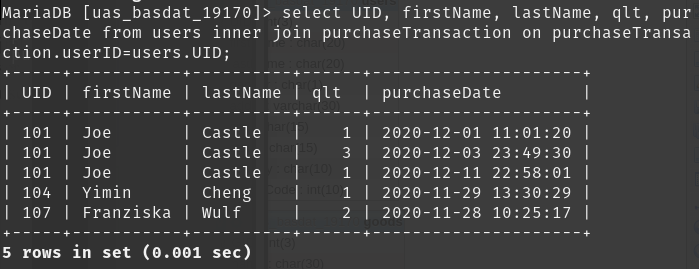 MariaDB [uas_basdat_19170]> select UID, firstName, lastName, qlt, pur
chaseDate from users inner join purchaseTransaction on purchaseTransa
ction.userID=users.UID;
+-----+-----------+----------+------+---------------------+
| UID | firstName | lastName | qlt  | purchaseDate        |
+-----+-----------+----------+------+---------------------+
| 101 | Joe       | Castle   |    1 | 2020-12-01 11:01:20 |
| 101 | Joe       | Castle   |    3 | 2020-12-03 23:49:30 |
| 101 | Joe       | Castle   |    1 | 2020-12-11 22:58:01 |
| 104 | Yimin     | Cheng    |    1 | 2020-11-29 13:30:29 |
| 107 | Franziska | Wulf     |    2 | 2020-11-28 10:25:17 |
+-----+-----------+----------+------+---------------------+
5 rows in set (0.001 sec)